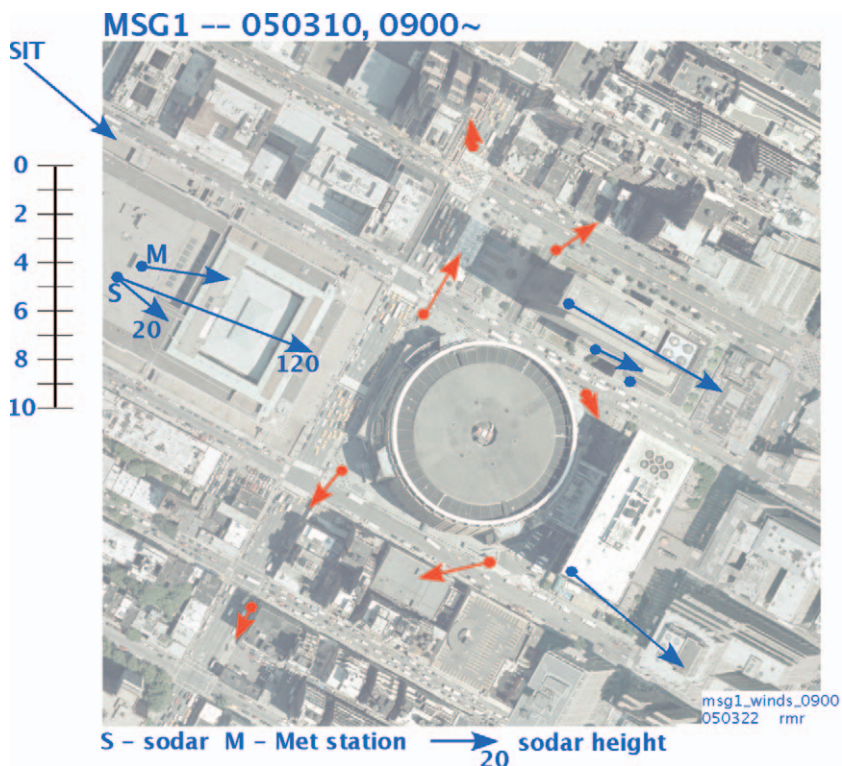 MSG1 -- 050310, 0900~
SIT
0
2
4
6
8
10
M
S
20
120
msg1_winds_0900
050322 rmr
S - sodar M - Met station sodar height
20